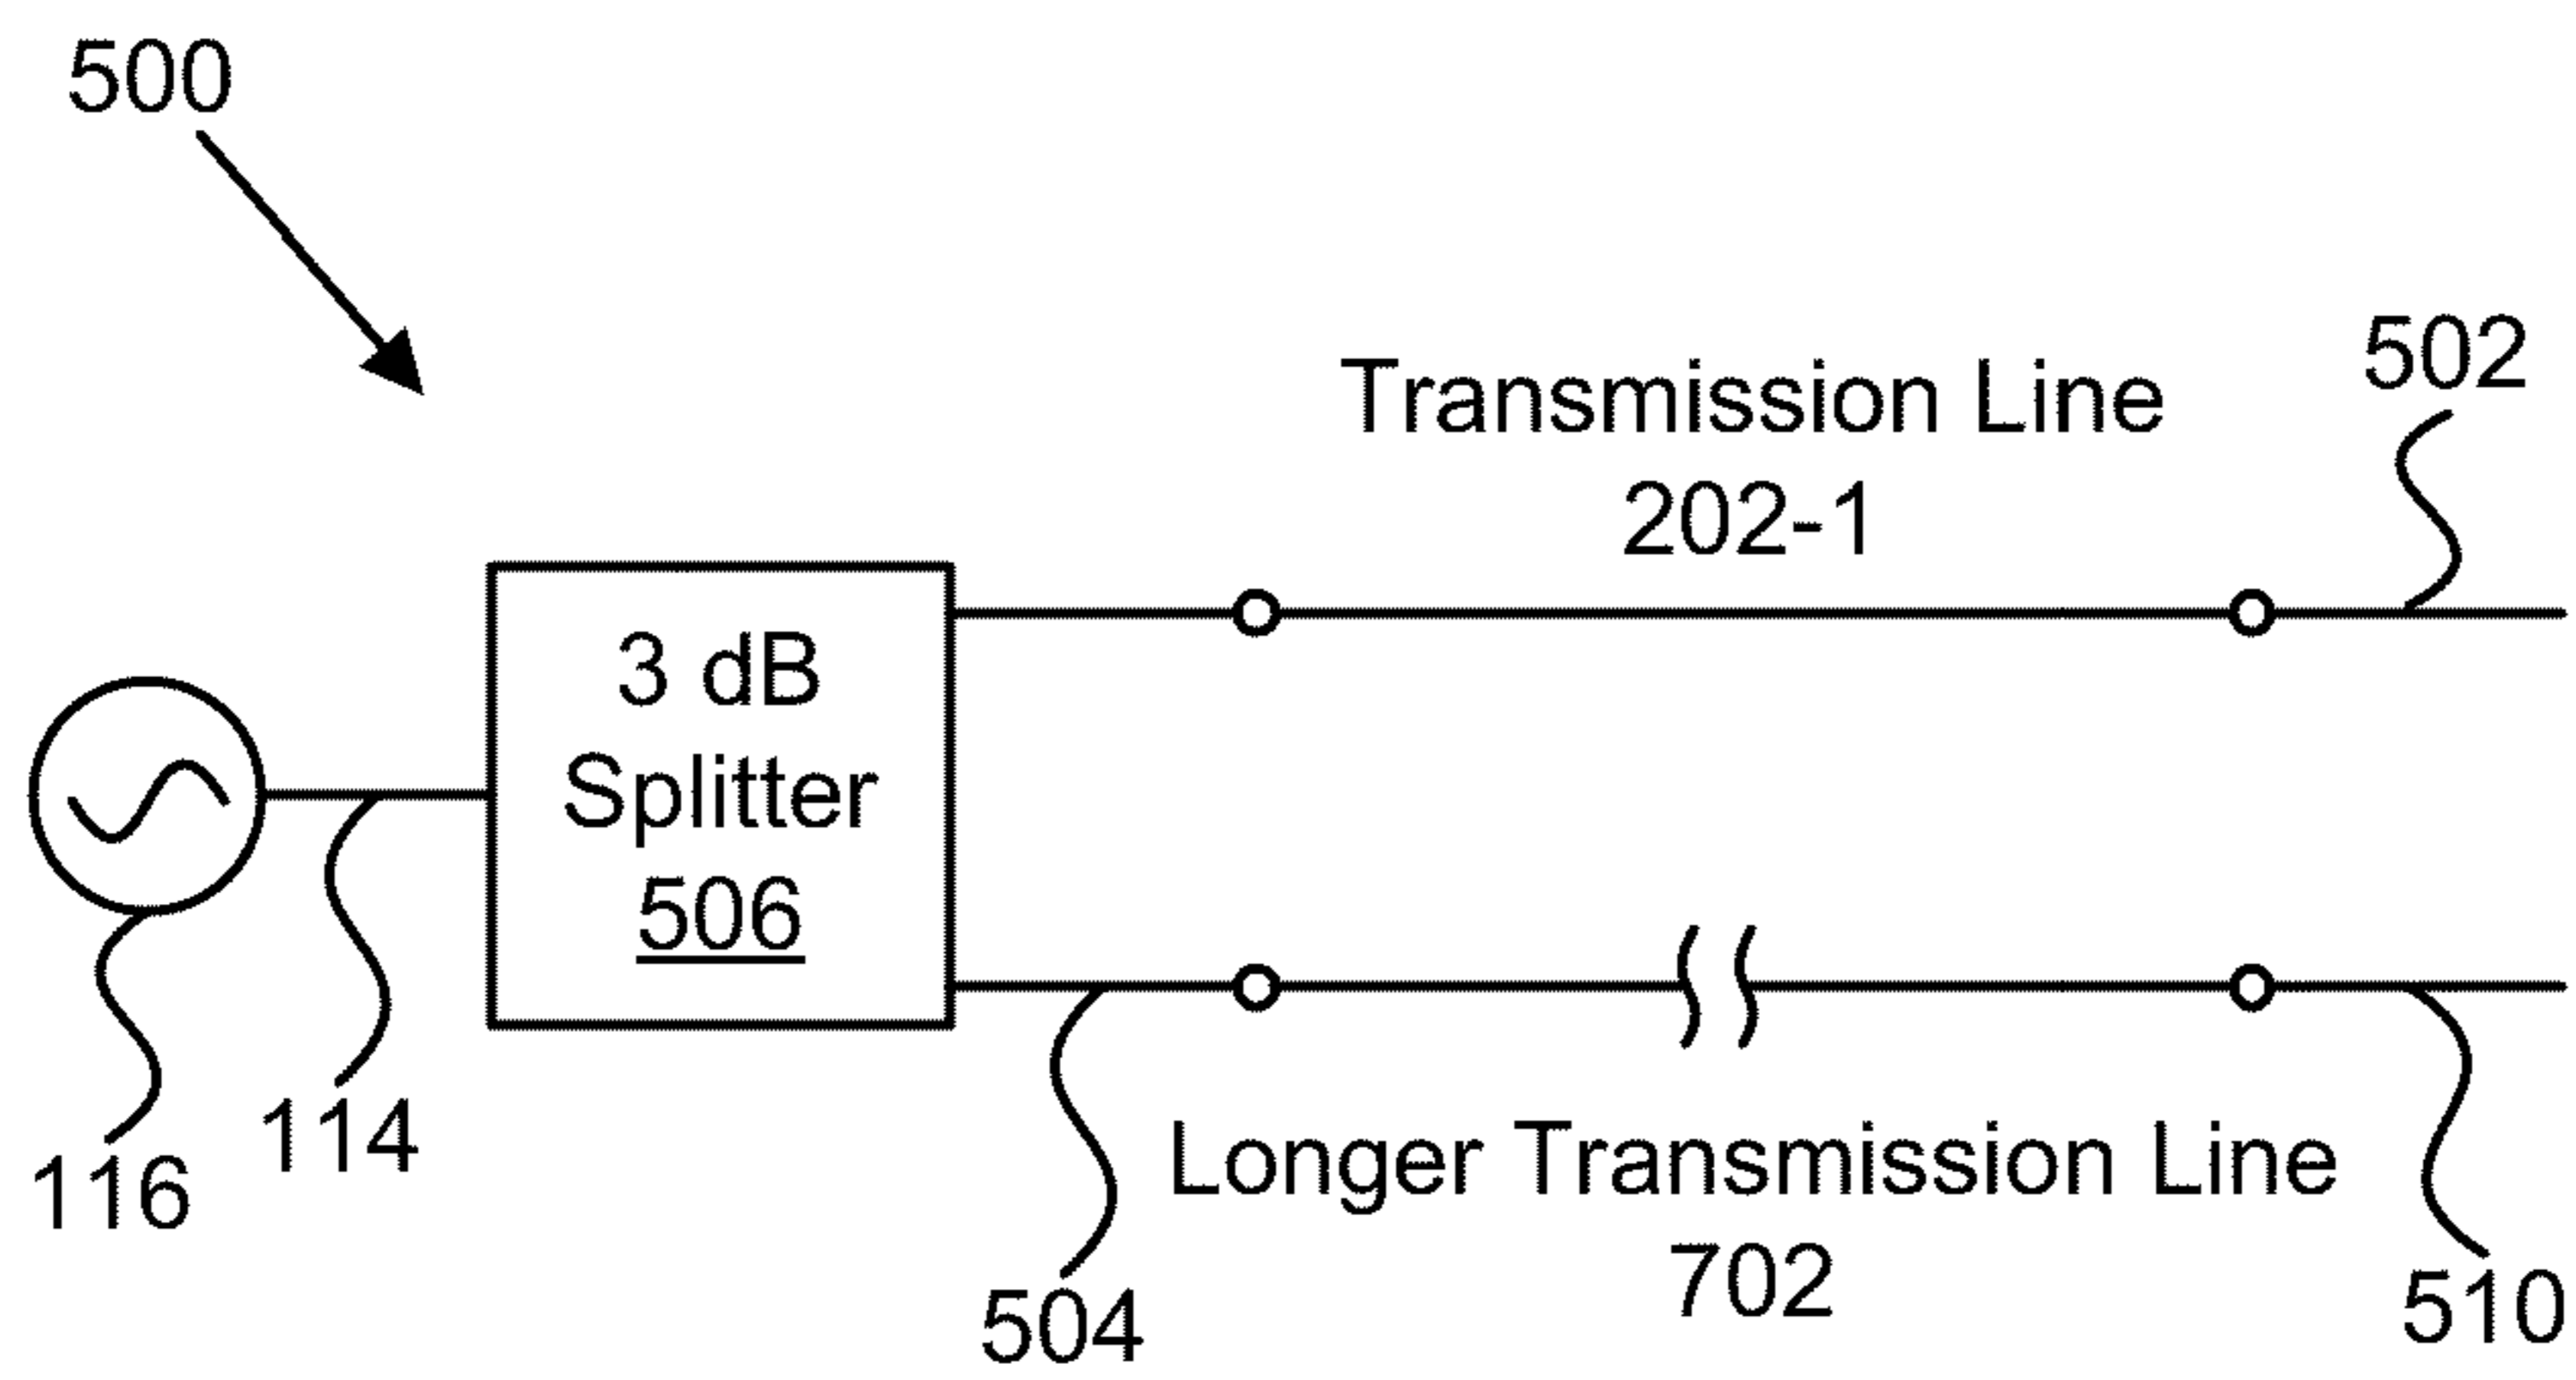 500
502
Transmission Line
202-1
3 dB
Splitter
506
114
116
504
Longer Transmission Line
702
510